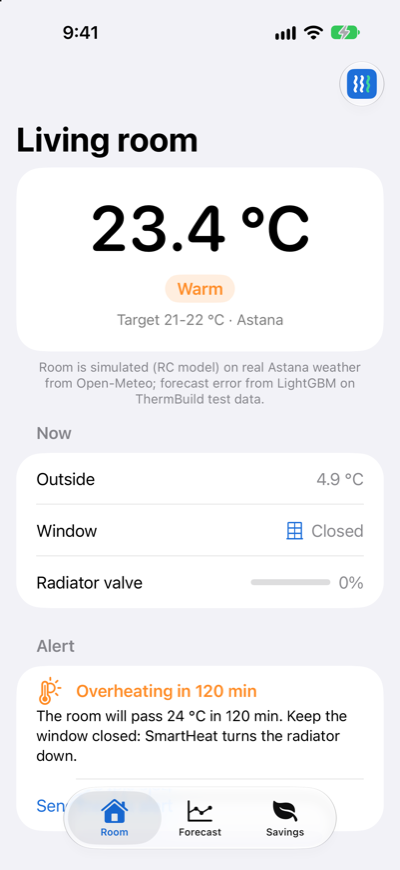 9:41
Living room
23.4 °C
Warm
Target 21-22 °C · Astana
Room is simulated (RC model) on real Astana weather
from Open-Meteo; forecast error from LightGBM on
ThermBuild test data.
Now
Outside 4.9 °C
Window Closed
Radiator valve 0%
Alert
Overheating in 120 min
The room will pass 24 °C in 120 min. Keep the
window closed: SmartHeat turns the radiator
down.
Room Forecast Savings